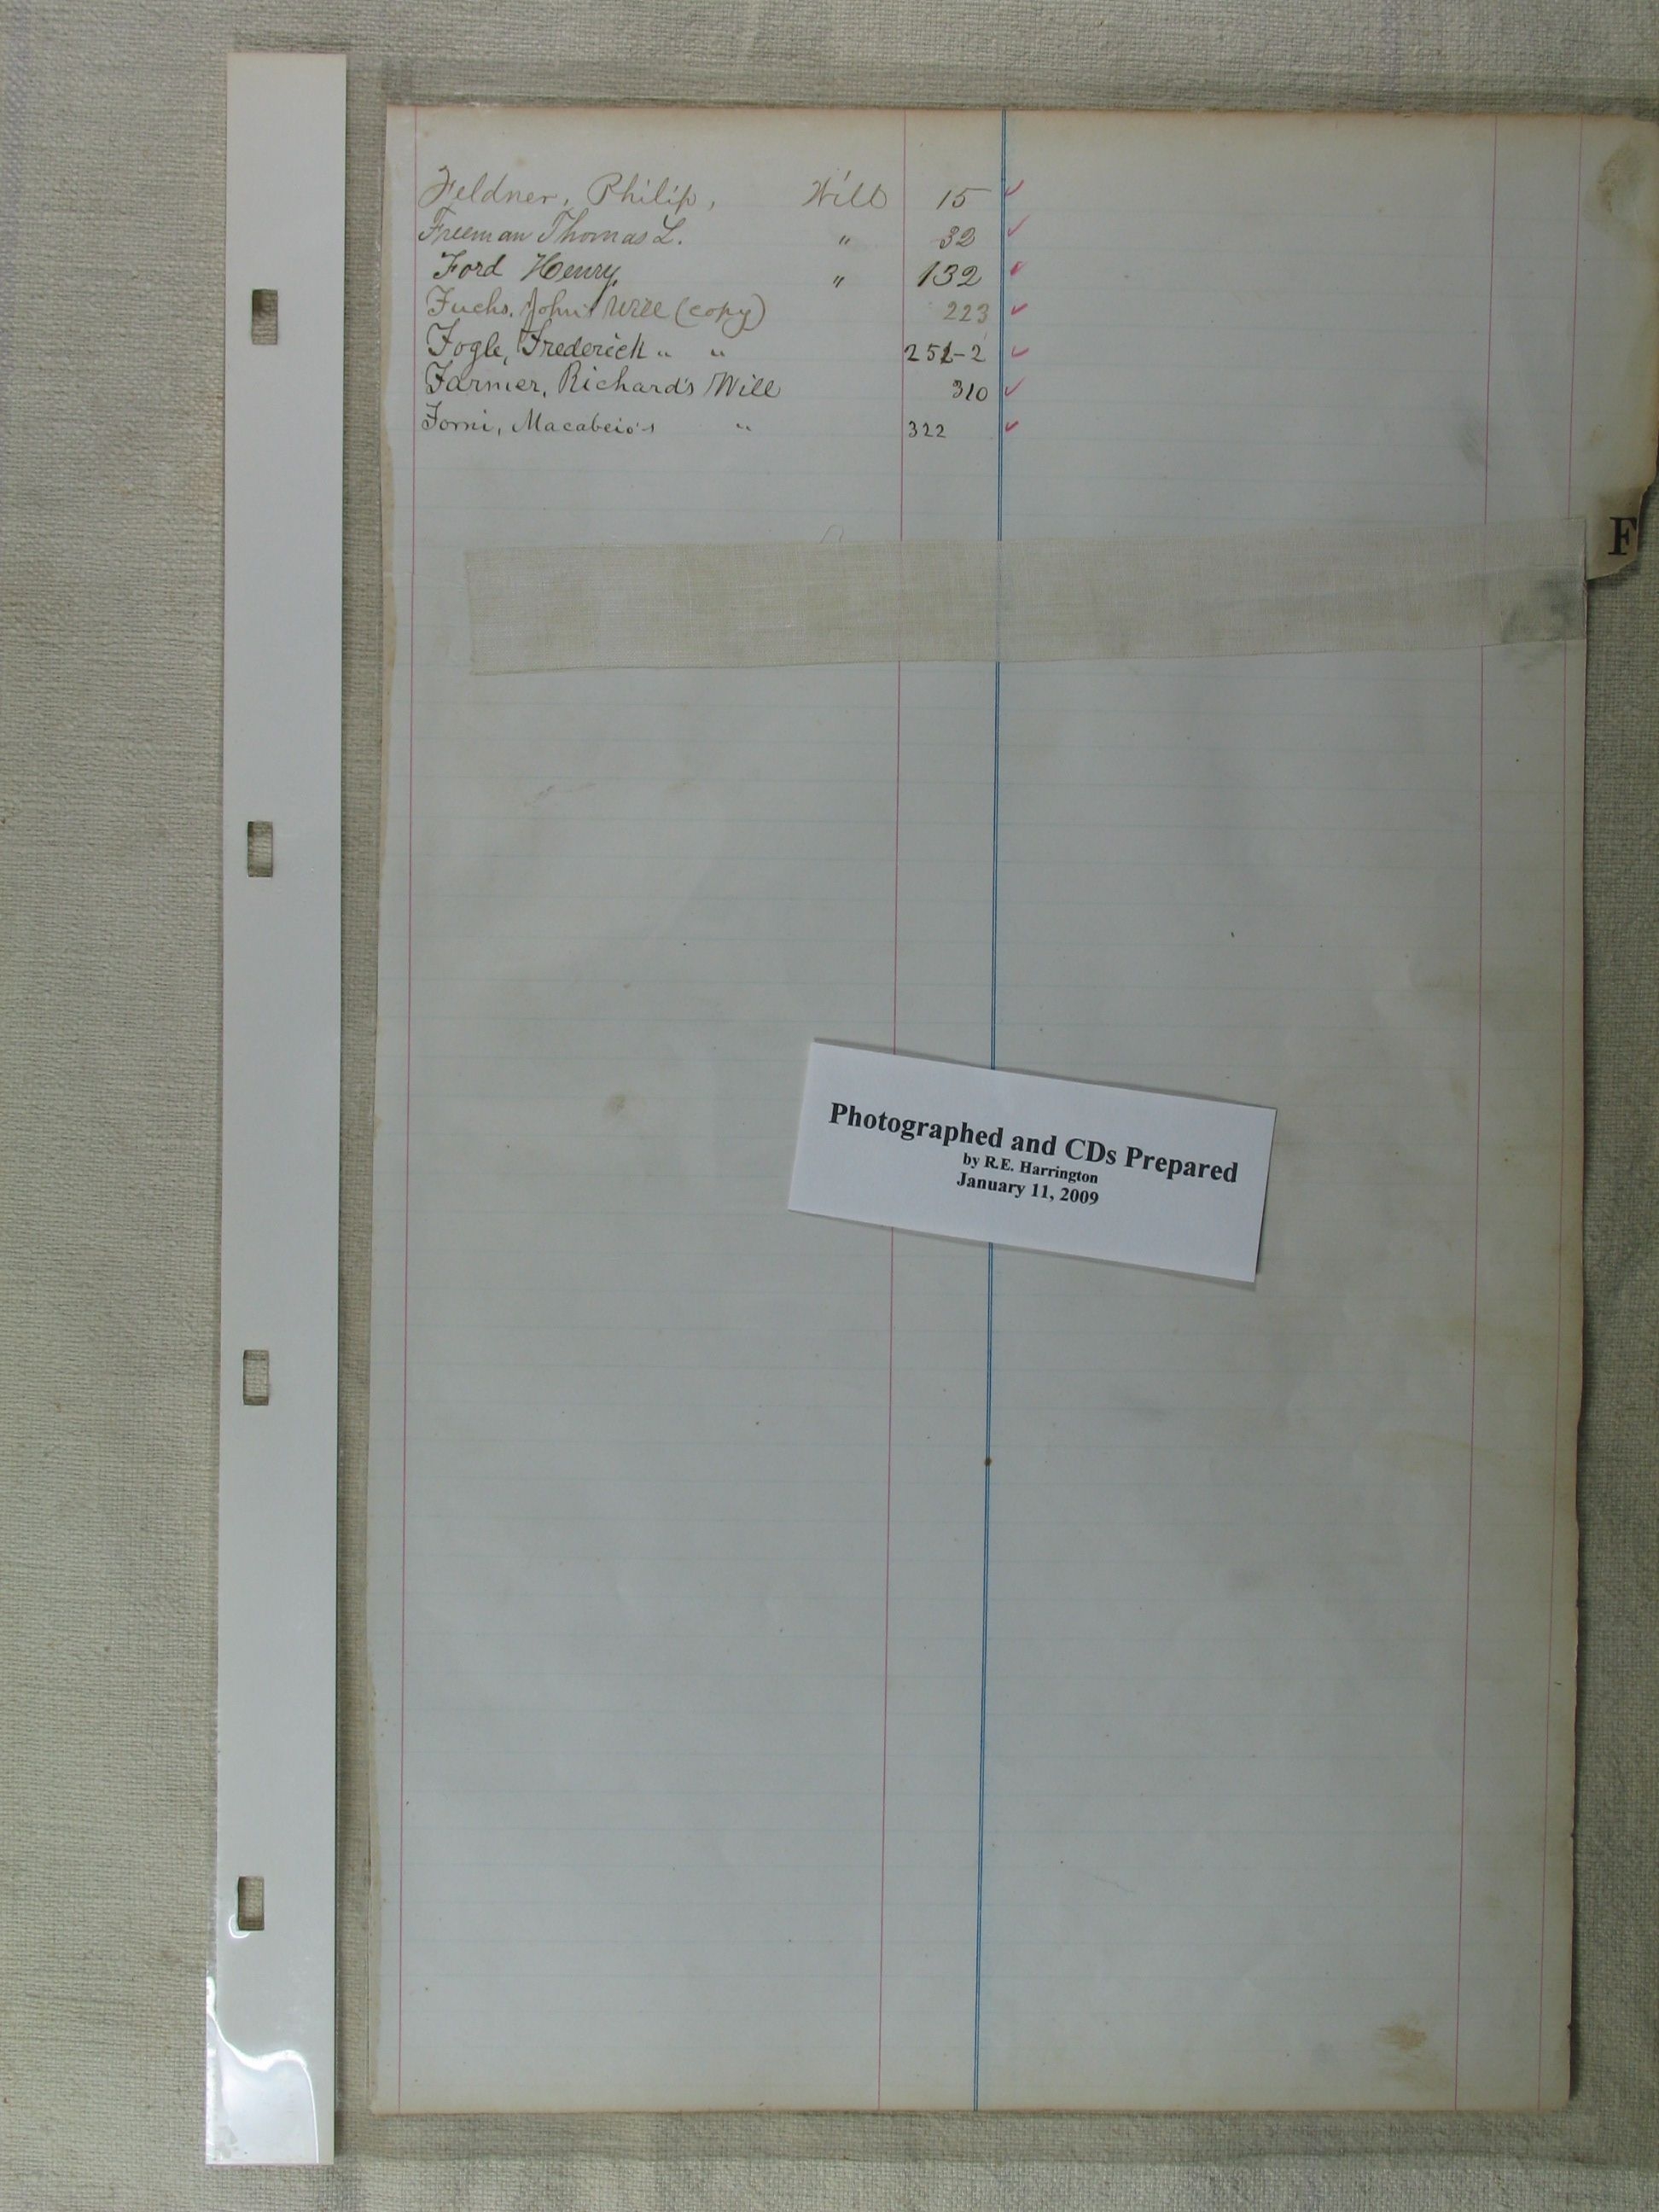 Feldner, Philip, Will 15 ✓
Freeman Thomas L. " 32 ✓
Ford Henry, " 132 ✓
Fuchs, John Will (copy) 223 ✓
Fogle, Frederick " " 251-2 ✓
Farmer, Richard's Will 310 ✓
Forni, Macabeio's " 322 ✓
F
Photographed and CDs Prepared
by R.E. Harrington
January 11, 2009